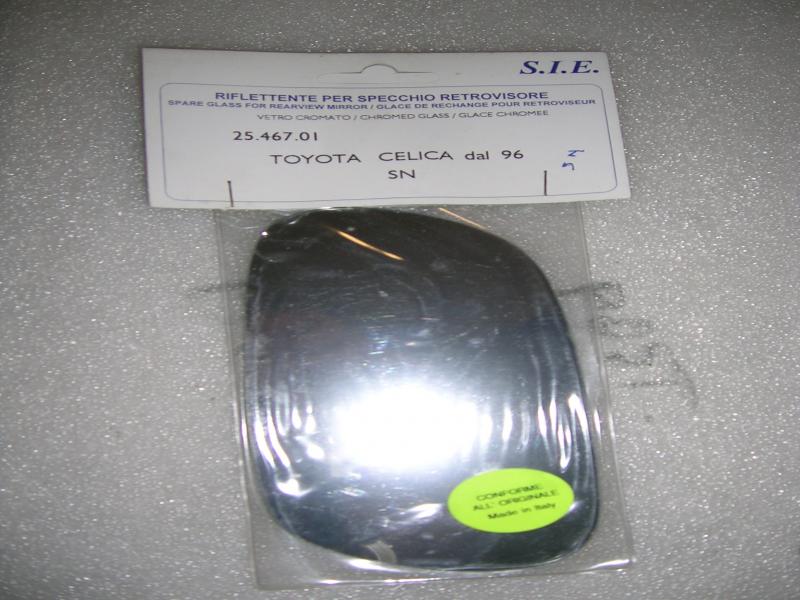 S.I.E.
RIFLETTENTE PER SPECCHIO RETROVISORE
SPARE GLASS FOR REARVIEW MIRROR / GLACE DE RECHANGE POUR RETROVISEUR
VETRO CROMATO / CHROMED GLASS / GLACE CHROMEE
25.467.01
TOYOTA CELICA dal 96
SN
CONFORME
ALL' ORIGINALE
Made in Italy